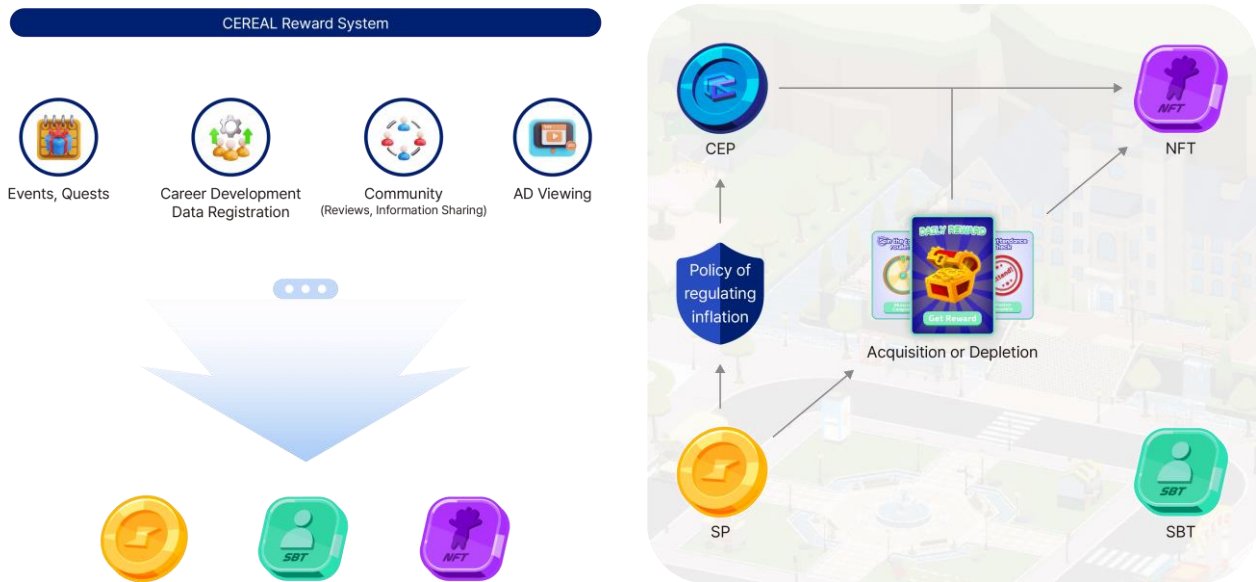 CEREAL Reward System
Events, Quests
Career Development
Data Registration
Community
(Reviews, Information Sharing)
AD Viewing
SBT
NFT
CEP
NFT
NFT
Policy of
regulating
inflation
DAILY REWARD
Get Reward
Acquisition or Depletion
SP
SBT
SBT